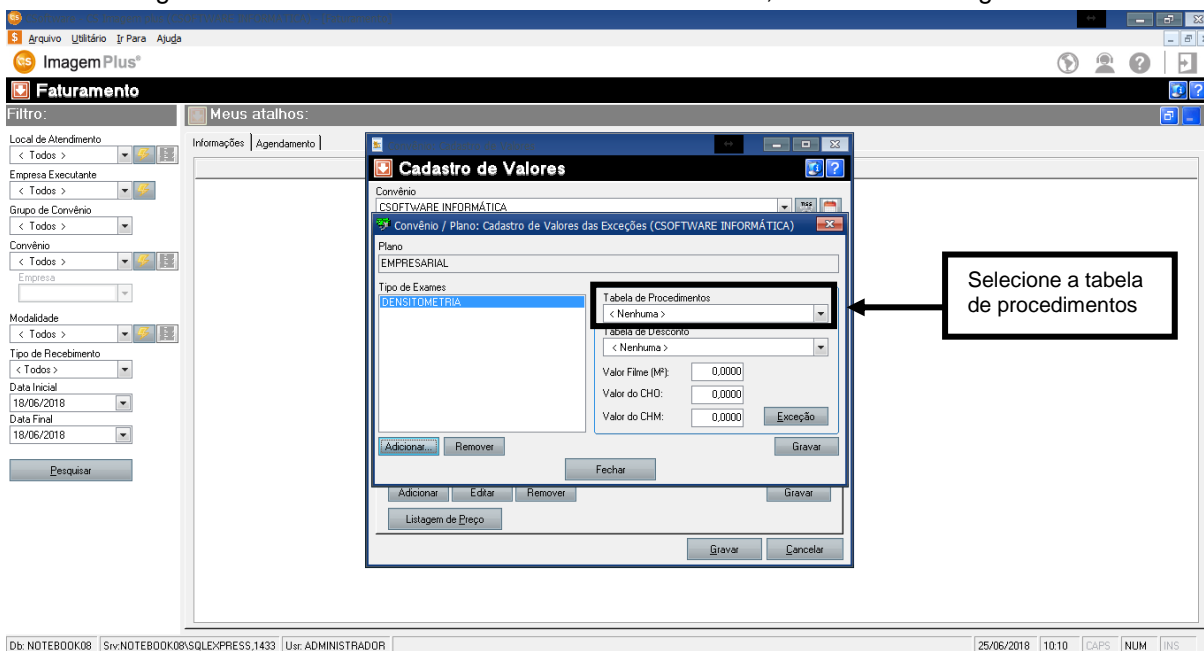 Arquivo Utilitário Ir Para Ajuda
ImagemPlus®
Faturamento
Filtro:
Meus atalhos:
Local de Atendimento
< Todos >
Empresa Executante
< Todos >
Grupo de Convênio
< Todos >
Convênio
< Todos >
Empresa
Modalidade
< Todos >
Tipo de Recebimento
< Todos >
Data Inicial
18/06/2018
Data Final
18/06/2018
Pesquisar
Informações Agendamento
Cadastro de Valores
Convênio
CSOFTWARE INFORMÁTICA
Convênio / Plano: Cadastro de Valores das Exceções (CSOFTWARE INFORMÁTICA)
Plano
EMPRESARIAL
Tipo de Exames
DENSITOMETRIA
Tabela de Procedimentos
< Nenhuma >
Tabela de Desconto
< Nenhuma >
Valor Filme (M²): 0,0000
Valor do CHO: 0,0000
Valor do CHM: 0,0000 Exceção
Adicionar... Remover Gravar
Fechar
Adicionar Editar Remover Gravar
Listagem de Preço
Gravar Cancelar
Selecione a tabela
de procedimentos
Db: NOTEBOOK08 Srv:NOTEBOOK08\SQLEXPRESS,1433 Usr: ADMINISTRADOR 25/06/2018 10:10 CAPS NUM INS